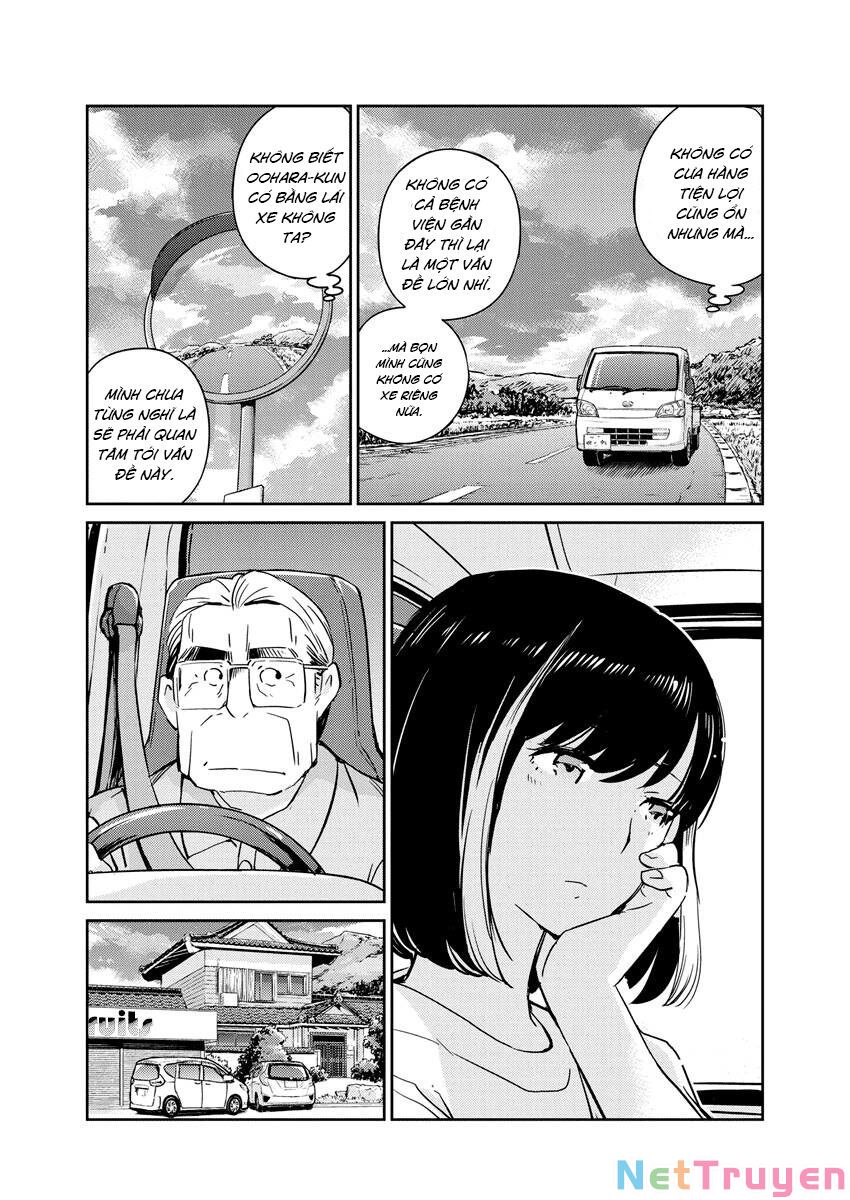 KHÔNG CÓ
CỬA HÀNG
TIỆN LỢI
CŨNG ỔN
NHƯNG MÀ...
KHÔNG CÓ
CẢ BỆNH
VIỆN GẦN
ĐÂY THÌ LẠI
LÀ MỘT VẤN
ĐỀ LỚN NHỈ.
...MÀ BỌN
MÌNH CŨNG
KHÔNG CÓ
XE RIÊNG
NỮA.
KHÔNG BIẾT
OOHARA-KUN
CÓ BẰNG LÁI
XE KHÔNG
TA?
MÌNH CHƯA
TỪNG NGHĨ LÀ
SẼ PHẢI QUAN
TÂM TỚI VẤN
ĐỀ NÀY.
ruits
NetTruyen